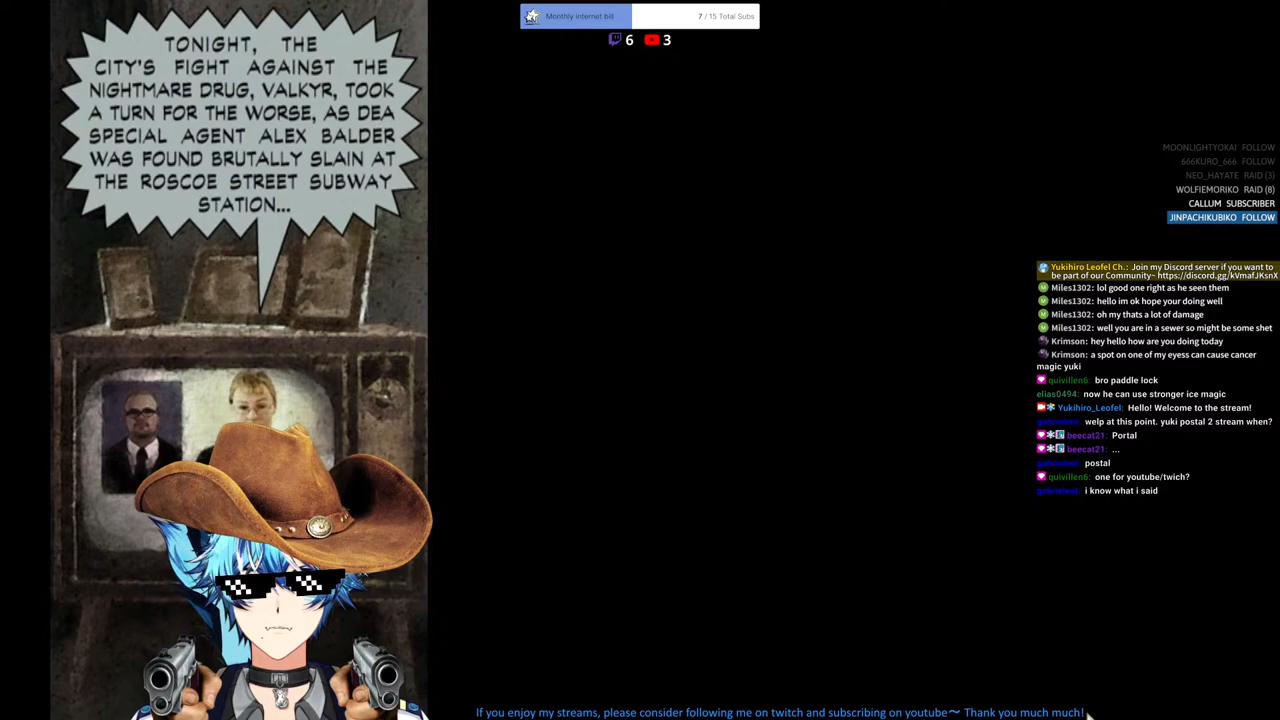 TONIGHT, THE
CITY'S FIGHT AGAINST THE
NIGHTMARE DRUG, VALKYR, TOOK
A TURN FOR THE WORSE, AS DEA
SPECIAL AGENT ALEX BALDER
WAS FOUND BRUTALLY SLAIN AT
THE ROSCOE STREET SUBWAY
STATION...
Monthly internet bill 7 / 15 Total Subs
6 3
MOONLIGHTYOKAI FOLLOW
666KURO_666 FOLLOW
NEO_HAYATE RAID (3)
WOLFIEMORIKO RAID (8)
CALLUM SUBSCRIBER
JINPACHIKUBIKO FOLLOW
Yukihiro Leofel Ch.: Join my Discord server if you want to
be part of our Community~ https://discord.gg/kVmafJKsnX
Miles1302: lol good one right as he seen them
Miles1302: hello im ok hope your doing well
Miles1302: oh my thats a lot of damage
Miles1302: well you are in a sewer so might be some shet
Krimson: hey hello how are you doing today
Krimson: a spot on one of my eyess can cause cancer
magic yuki
quivillen6: bro paddle lock
elias0494: now he can use stronger ice magic
Yukihiro_Leofel: Hello! Welcome to the stream!
welp at this point. yuki postal 2 stream when?
beecat21: Portal
beecat21: ...
postal
quivillen6: one for youtube/twich?
i know what i said
If you enjoy my streams, please consider following me on twitch and subscribing on youtube～ Thank you much much!